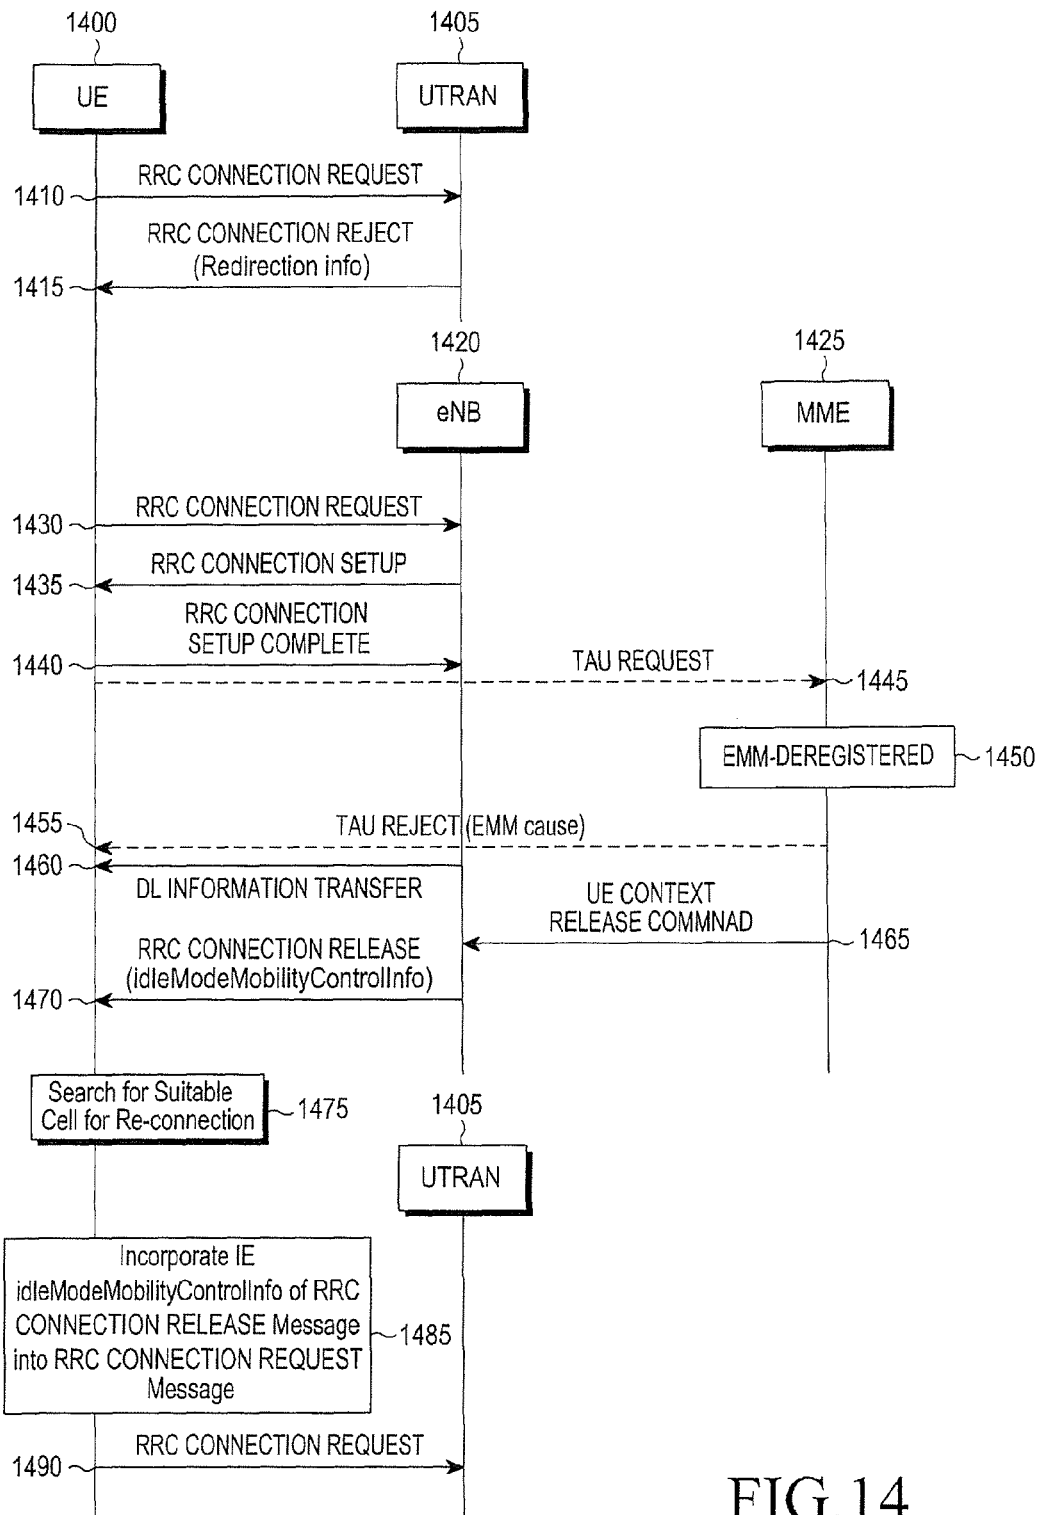 1400
1405
UE
UTRAN
RRC CONNECTION REQUEST
1410
RRC CONNECTION REJECT
(Redirection info)
1415
1420
1425
eNB
MME
RRC CONNECTION REQUEST
1430
RRC CONNECTION SETUP
1435
RRC CONNECTION
SETUP COMPLETE
1440
TAU REQUEST
1445
EMM-DEREGISTERED
1450
1455
TAU REJECT (EMM cause)
1460
DL INFORMATION TRANSFER
UE CONTEXT
RELEASE COMMNAD
1465
RRC CONNECTION RELEASE
(idleModeMobilityControlInfo)
1470
Search for Suitable
Cell for Re-connection
1475
1405
UTRAN
Incorporate IE
idleModeMobilityControlInfo of RRC
CONNECTION RELEASE Message
into RRC CONNECTION REQUEST
Message
1485
RRC CONNECTION REQUEST
1490
FIG.14